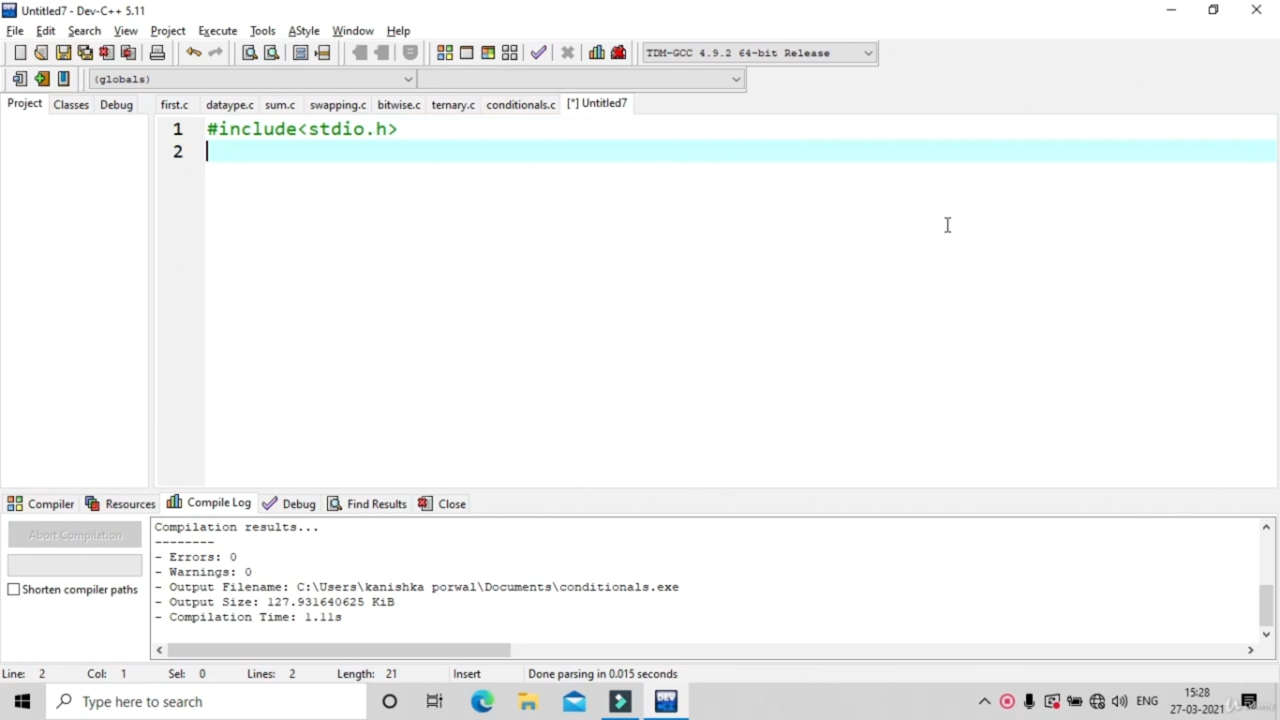 Untitled7 - Dev-C++ 5.11
File Edit Search View Project Execute Tools AStyle Window Help
TDM-GCC 4.9.2 64-bit Release
(globals)
Project Classes Debug
first.c dataype.c sum.c swapping.c bitwise.c ternary.c conditionals.c [*] Untitled7
1 #include<stdio.h>
2
Compiler Resources Compile Log Debug Find Results Close
Abort Compilation
Shorten compiler paths
Compilation results...
--------
- Errors: 0
- Warnings: 0
- Output Filename: C:\Users\kanishka porwal\Documents\conditionals.exe
- Output Size: 127.931640625 KiB
- Compilation Time: 1.11s
Line: 2 Col: 1 Sel: 0 Lines: 2 Length: 21 Insert Done parsing in 0.015 seconds
Type here to search
DEV
ENG
15:28
27-03-2021
Udemy